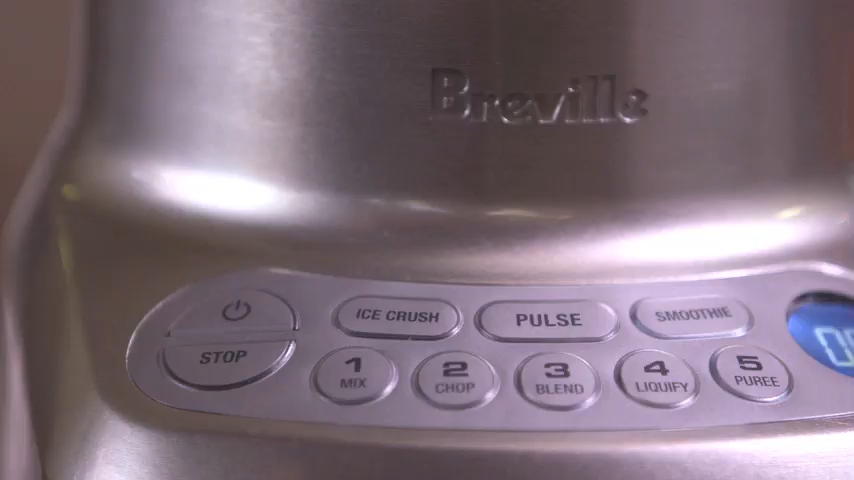 Breville
ICE CRUSH
PULSE
SMOOTHIE
STOP
1
MIX
2
CHOP
3
BLEND
4
LIQUIFY
5
PUREE